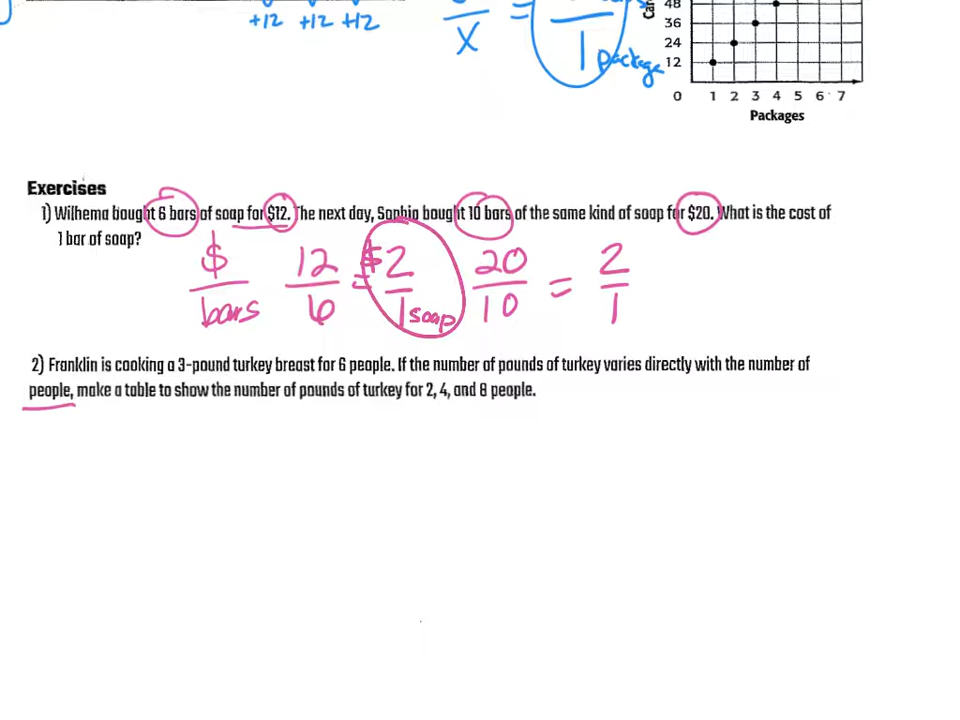 +12 +12 +12
x = 1 package
48
36
24
12
0 1 2 3 4 5 6 7
Packages
Exercises
1) Wilhema bought 6 bars of soap for $12. The next day, Sophia bought 10 bars of the same kind of soap for $20. What is the cost of
1 bar of soap?
$ 12 = $2 20 = 2
bars 6 1 soap 10 1
2) Franklin is cooking a 3-pound turkey breast for 6 people. If the number of pounds of turkey varies directly with the number of
people, make a table to show the number of pounds of turkey for 2, 4, and 8 people.